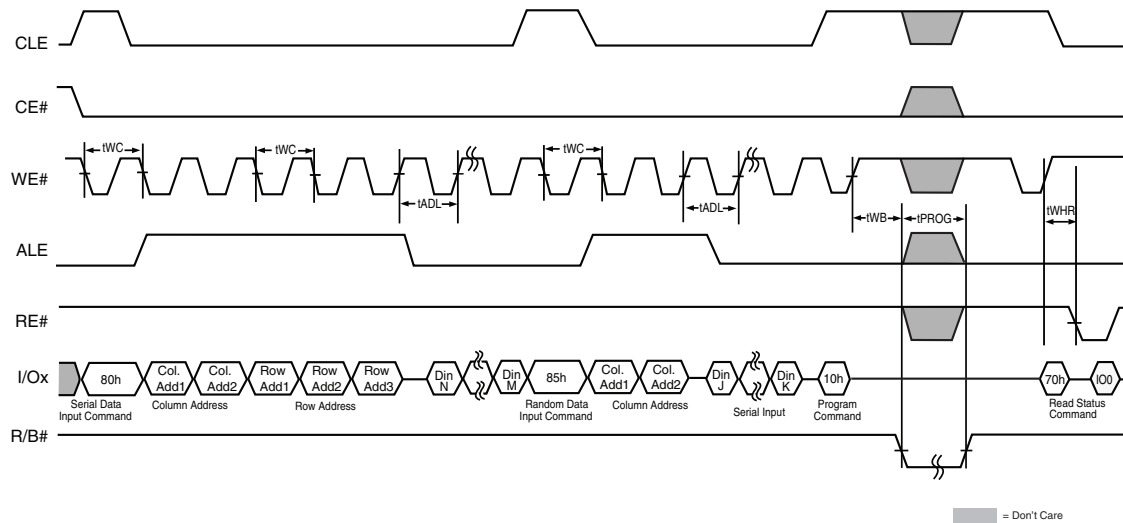 CLE
CE#
tWC
tWC
tWC
WE#
tADL
tADL
tWB
tPROG
tWHR
ALE
RE#
I/Ox
80h
Col. Add1
Col. Add2
Row Add1
Row Add2
Row Add3
Din N
Din M
85h
Col. Add1
Col. Add2
Din J
Din K
10h
70h
IO0
Serial Data Input Command
Column Address
Row Address
Random Data Input Command
Column Address
Serial Input
Program Command
Read Status Command
R/B#
= Don't Care